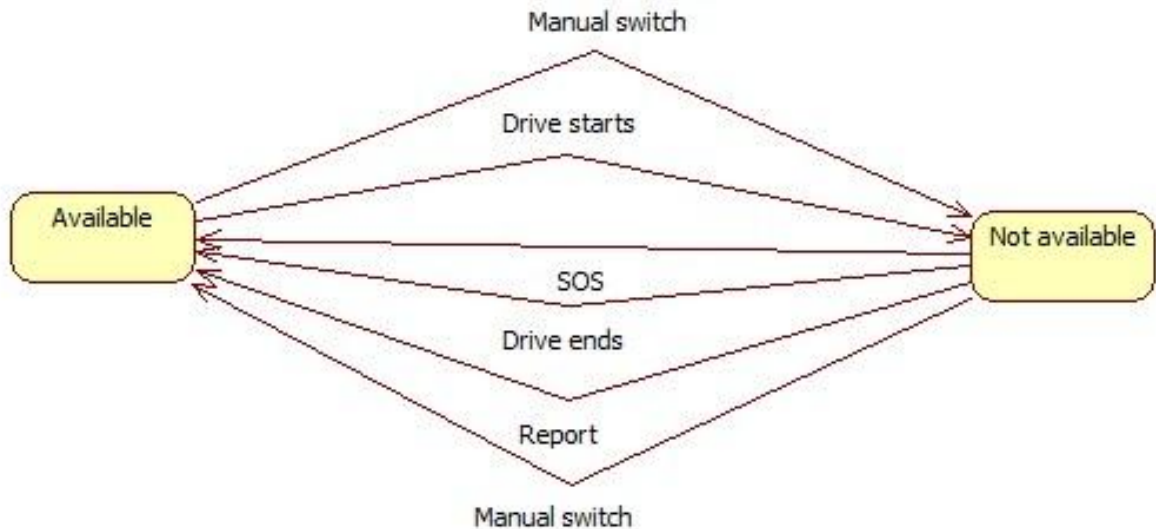 Manual switch
Drive starts
Available
Not available
SOS
Drive ends
Report
Manual switch